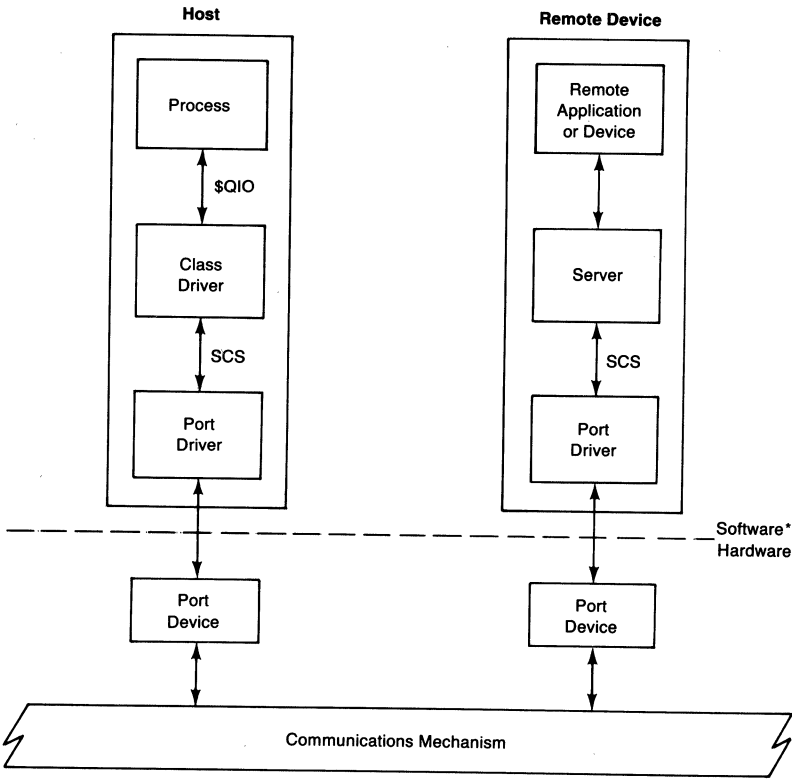 Host
Process
$QIO
Class
Driver
SCS
Port
Driver
Remote Device
Remote
Application
or Device
Server
SCS
Port
Driver
Software*
Hardware
Port
Device
Port
Device
Communications Mechanism